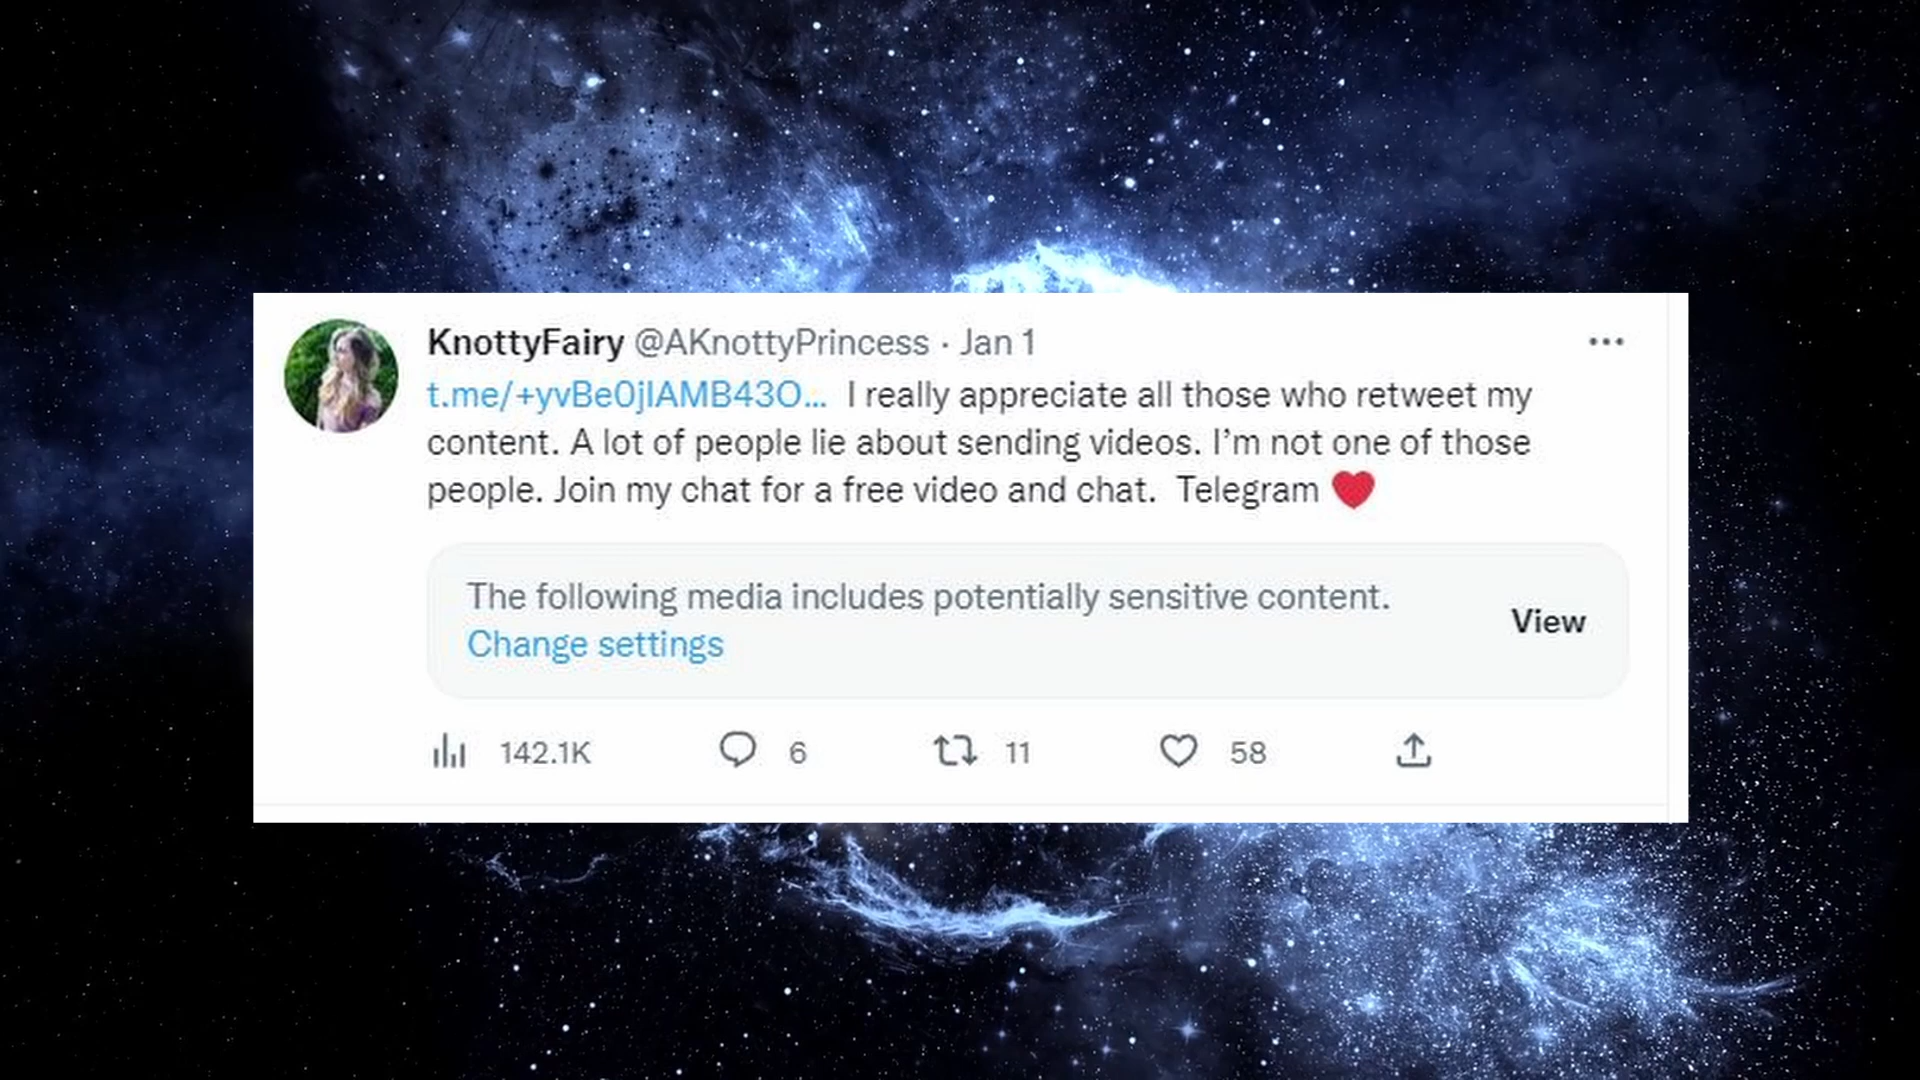 KnottyFairy @AKnottyPrincess · Jan 1
t.me/+yvBe0jIAMB43O... I really appreciate all those who retweet my
content. A lot of people lie about sending videos. I’m not one of those
people. Join my chat for a free video and chat. Telegram ❤️
The following media includes potentially sensitive content.
Change settings
View
142.1K 6 11 58